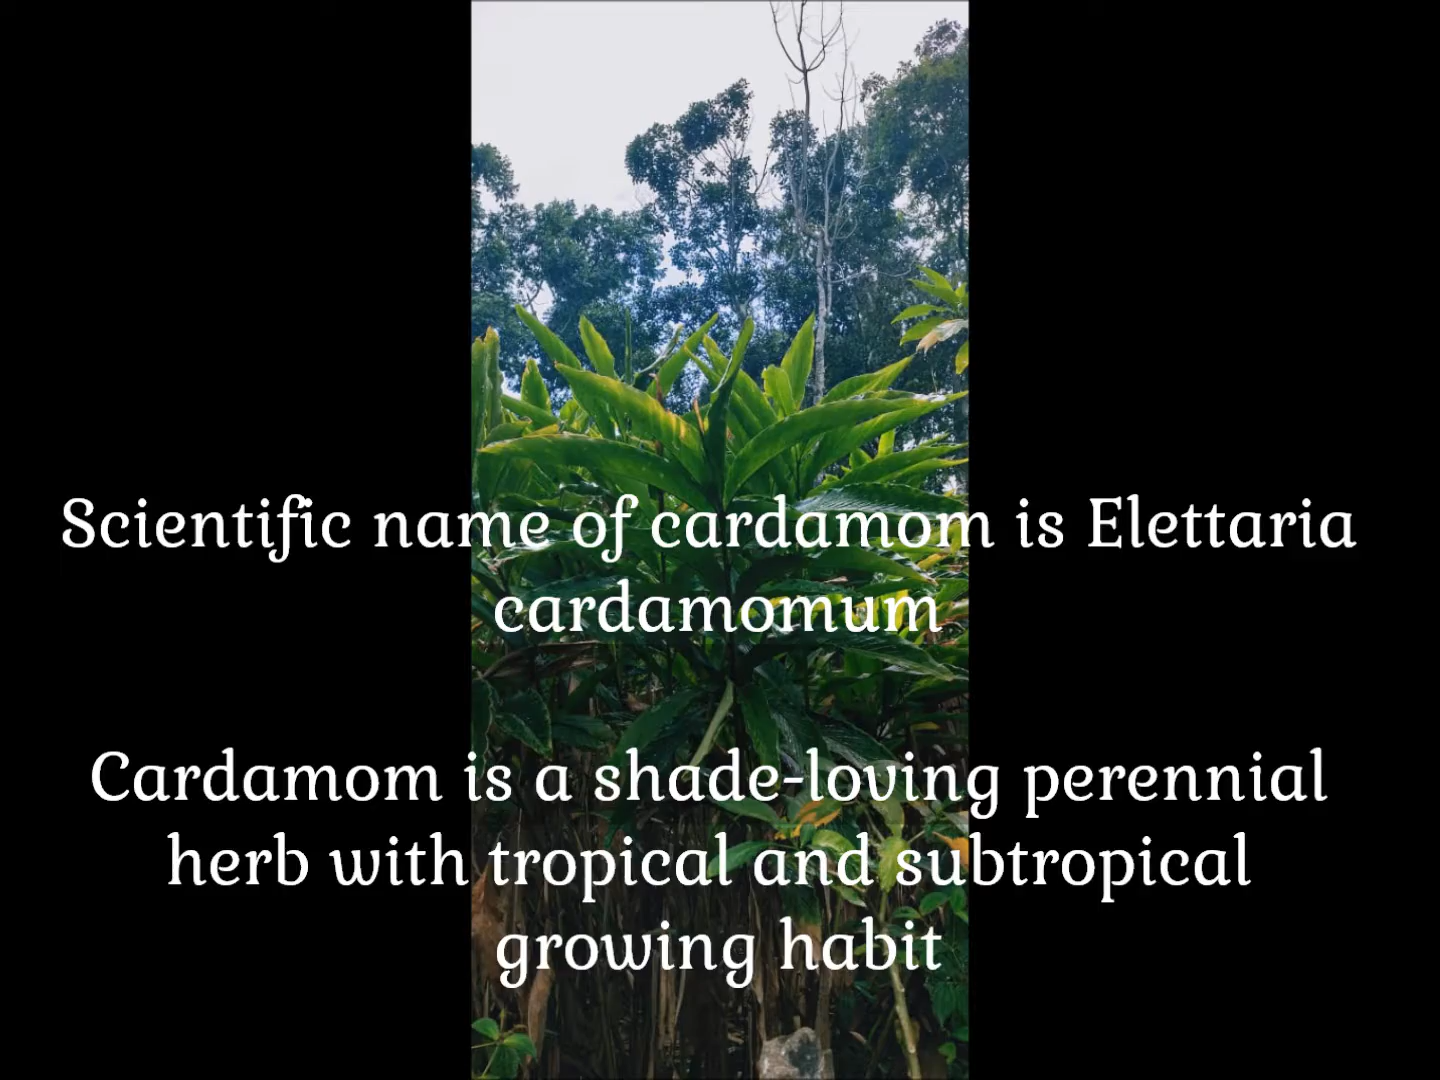 Scientific name of cardamom is Elettaria
cardamomum
Cardamom is a shade-loving perennial
herb with tropical and subtropical
growing habit